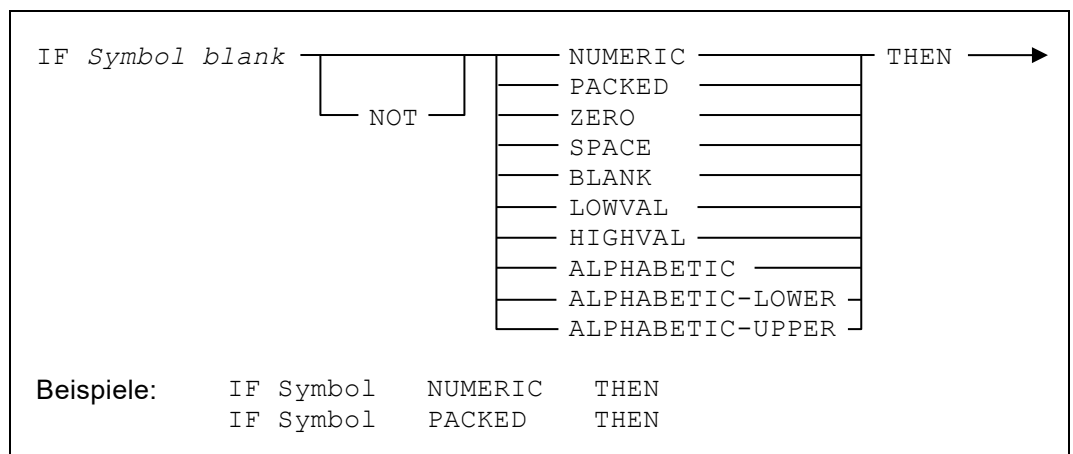 IF Symbol blank NUMERIC THEN
PACKED
NOT ZERO
SPACE
BLANK
LOWVAL
HIGHVAL
ALPHABETIC
ALPHABETIC-LOWER
ALPHABETIC-UPPER
Beispiele: IF Symbol NUMERIC THEN
IF Symbol PACKED THEN